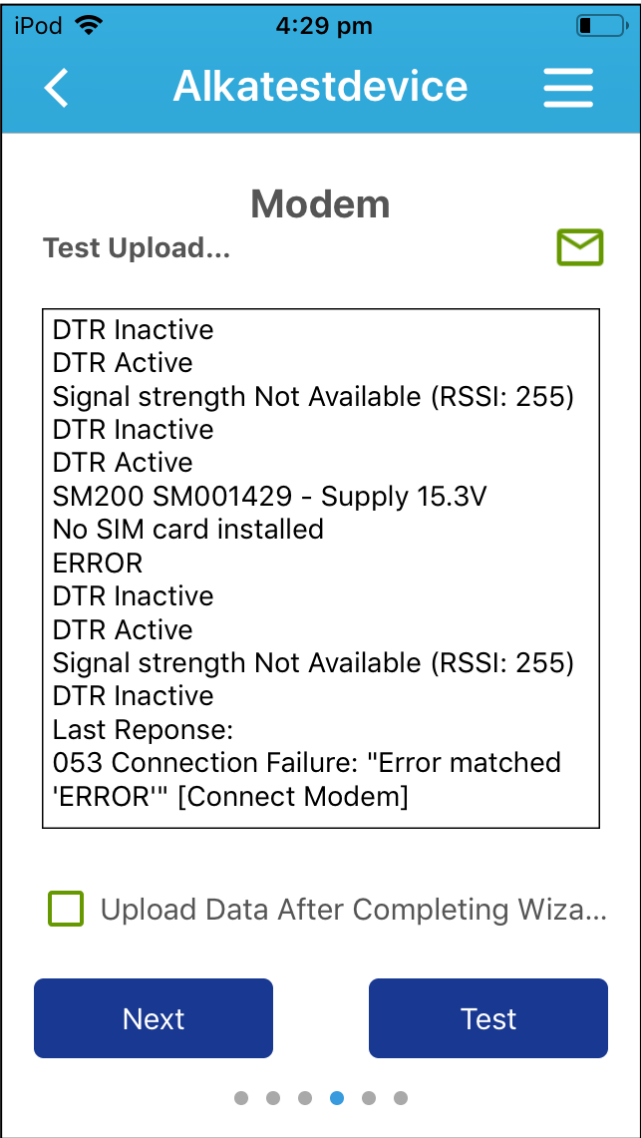 iPod 4:29 pm
Alkatestdevice
Modem
Test Upload...
DTR Inactive
DTR Active
Signal strength Not Available (RSSI: 255)
DTR Inactive
DTR Active
SM200 SM001429 - Supply 15.3V
No SIM card installed
ERROR
DTR Inactive
DTR Active
Signal strength Not Available (RSSI: 255)
DTR Inactive
Last Reponse:
053 Connection Failure: "Error matched
'ERROR'" [Connect Modem]
Upload Data After Completing Wiza...
Next Test